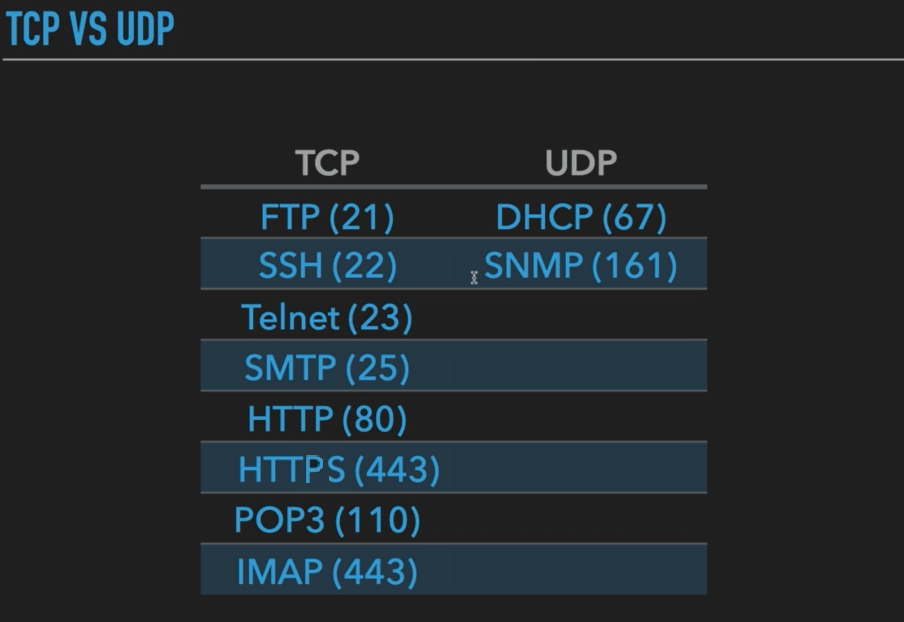 TCP VS UDP
TCP UDP
FTP (21) DHCP (67)
SSH (22) SNMP (161)
Telnet (23)
SMTP (25)
HTTP (80)
HTTPS (443)
POP3 (110)
IMAP (443)